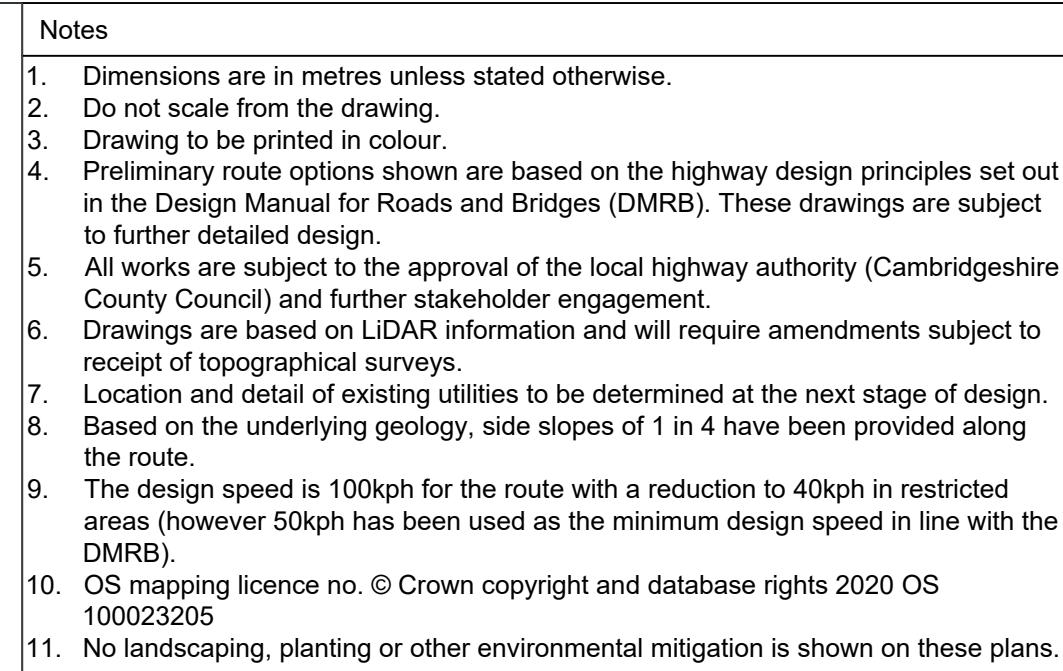 Notes
1. Dimensions are in metres unless stated otherwise.
2. Do not scale from the drawing.
3. Drawing to be printed in colour.
4. Preliminary route options shown are based on the highway design principles set out
in the Design Manual for Roads and Bridges (DMRB). These drawings are subject
to further detailed design.
5. All works are subject to the approval of the local highway authority (Cambridgeshire
County Council) and further stakeholder engagement.
6. Drawings are based on LiDAR information and will require amendments subject to
receipt of topographical surveys.
7. Location and detail of existing utilities to be determined at the next stage of design.
8. Based on the underlying geology, side slopes of 1 in 4 have been provided along
the route.
9. The design speed is 100kph for the route with a reduction to 40kph in restricted
areas (however 50kph has been used as the minimum design speed in line with the
DMRB).
10. OS mapping licence no. © Crown copyright and database rights 2020 OS
100023205
11. No landscaping, planting or other environmental mitigation is shown on these plans.